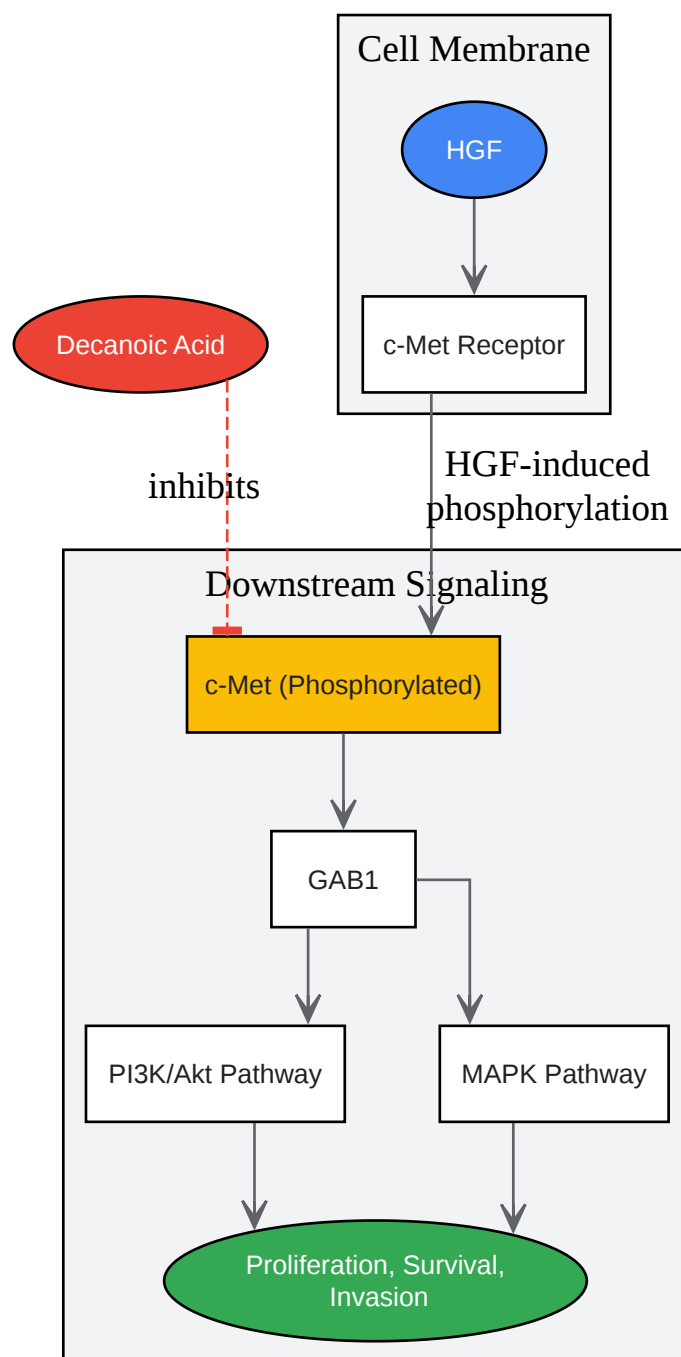 Cell Membrane
HGF
Decanoic Acid
c-Met Receptor
inhibits
HGF-induced
phosphorylation
Downstream Signaling
c-Met (Phosphorylated)
GAB1
PI3K/Akt Pathway
MAPK Pathway
Proliferation, Survival,
Invasion